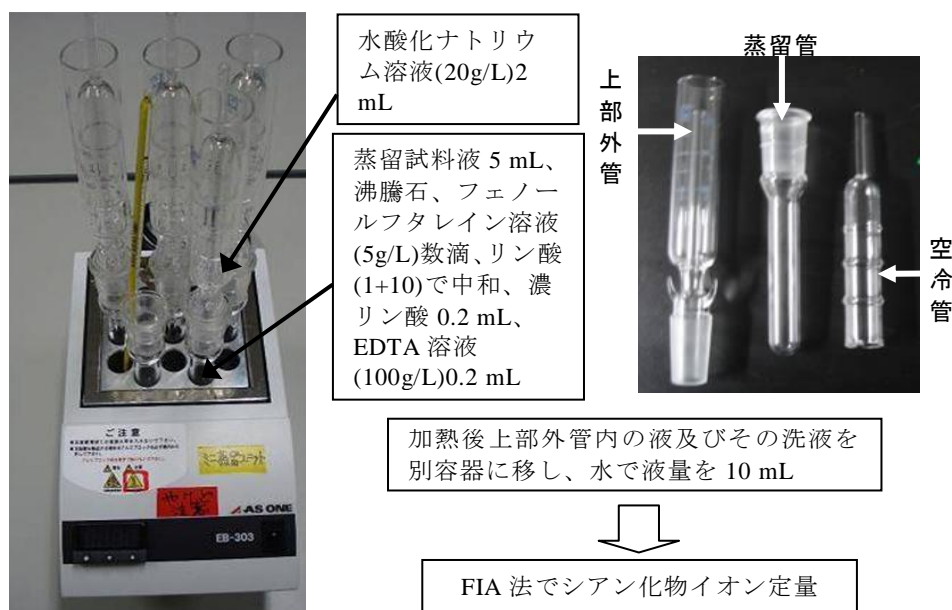 水酸化ナトリウ
ム溶液(20g/L)2
mL
蒸留試料液 5 mL、
沸騰石、フェノー
ルフタレイン溶液
(5g/L)数滴、リン酸
(1+10)で中和、濃
リン酸 0.2 mL、
EDTA 溶液
(100g/L)0.2 mL
蒸留管
上部外管
空冷管
加熱後上部外管内の液及びその洗液を
別容器に移し、水で液量を 10 mL
FIA 法でシアン化物イオン定量
ご注意
やけど
注意
AS ONE
EB-303